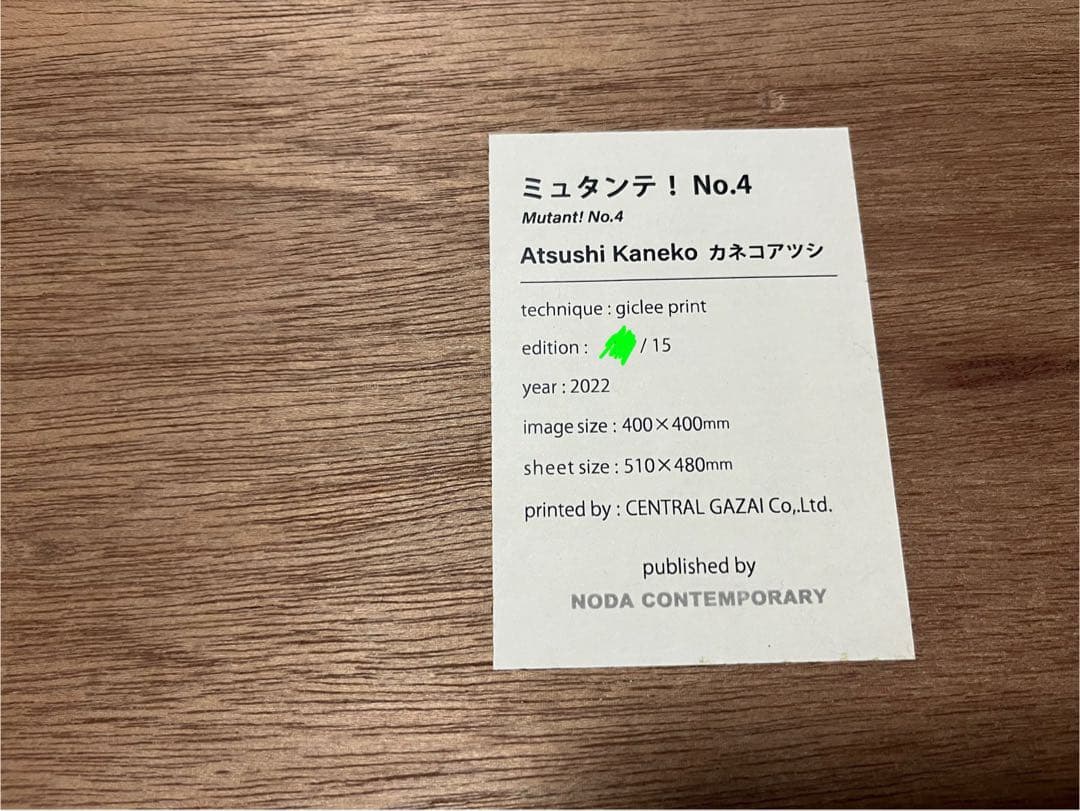 ミュタンテ！ No.4
Mutant! No.4
Atsushi Kaneko カネコアツシ
technique : giclee print
edition : / 15
year : 2022
image size : 400×400mm
sheet size : 510×480mm
printed by : CENTRAL GAZAI Co,.Ltd.
published by
NODA CONTEMPORARY